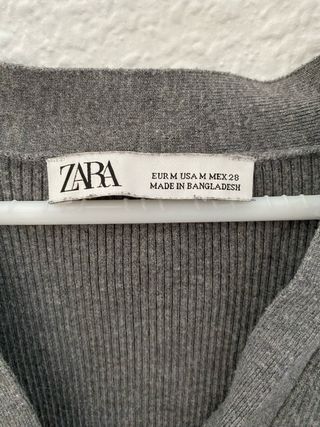 ZARA
EUR M USA M MEX 28
MADE IN BANGLADESH